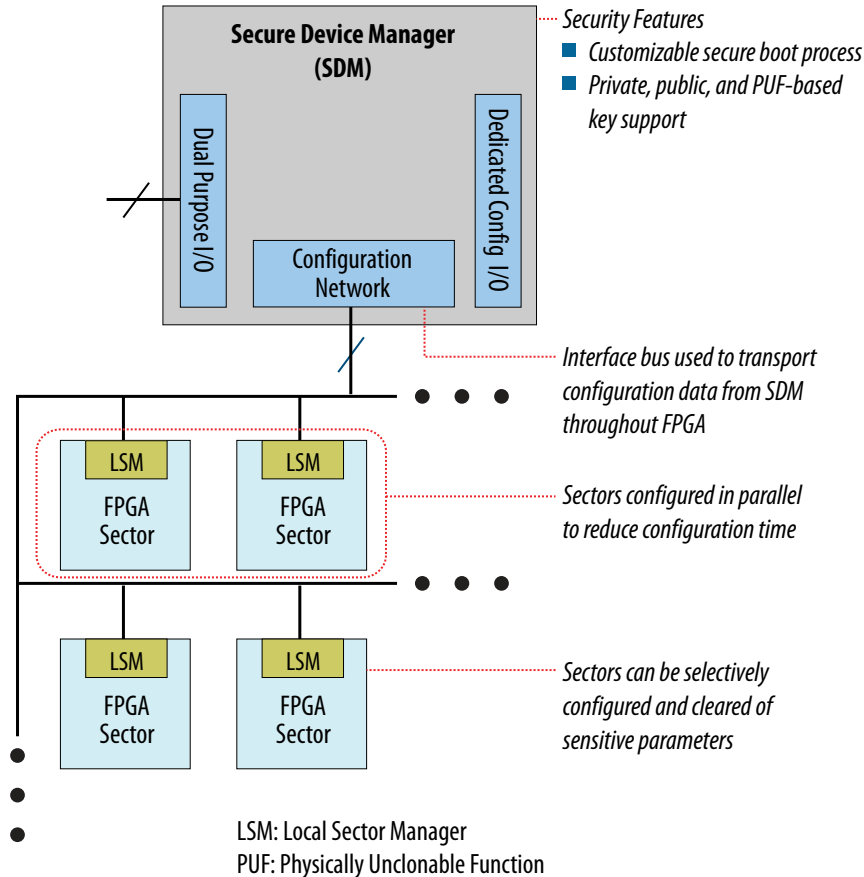 Secure Device Manager
(SDM)
Dual Purpose I/O
Configuration
Network
Dedicated Config I/O
Security Features
Customizable secure boot process
Private, public, and PUF-based
key support
Interface bus used to transport
configuration data from SDM
throughout FPGA
LSM
FPGA
Sector
LSM
FPGA
Sector
Sectors configured in parallel
to reduce configuration time
LSM
FPGA
Sector
LSM
FPGA
Sector
Sectors can be selectively
configured and cleared of
sensitive parameters
LSM: Local Sector Manager
PUF: Physically Unclonable Function